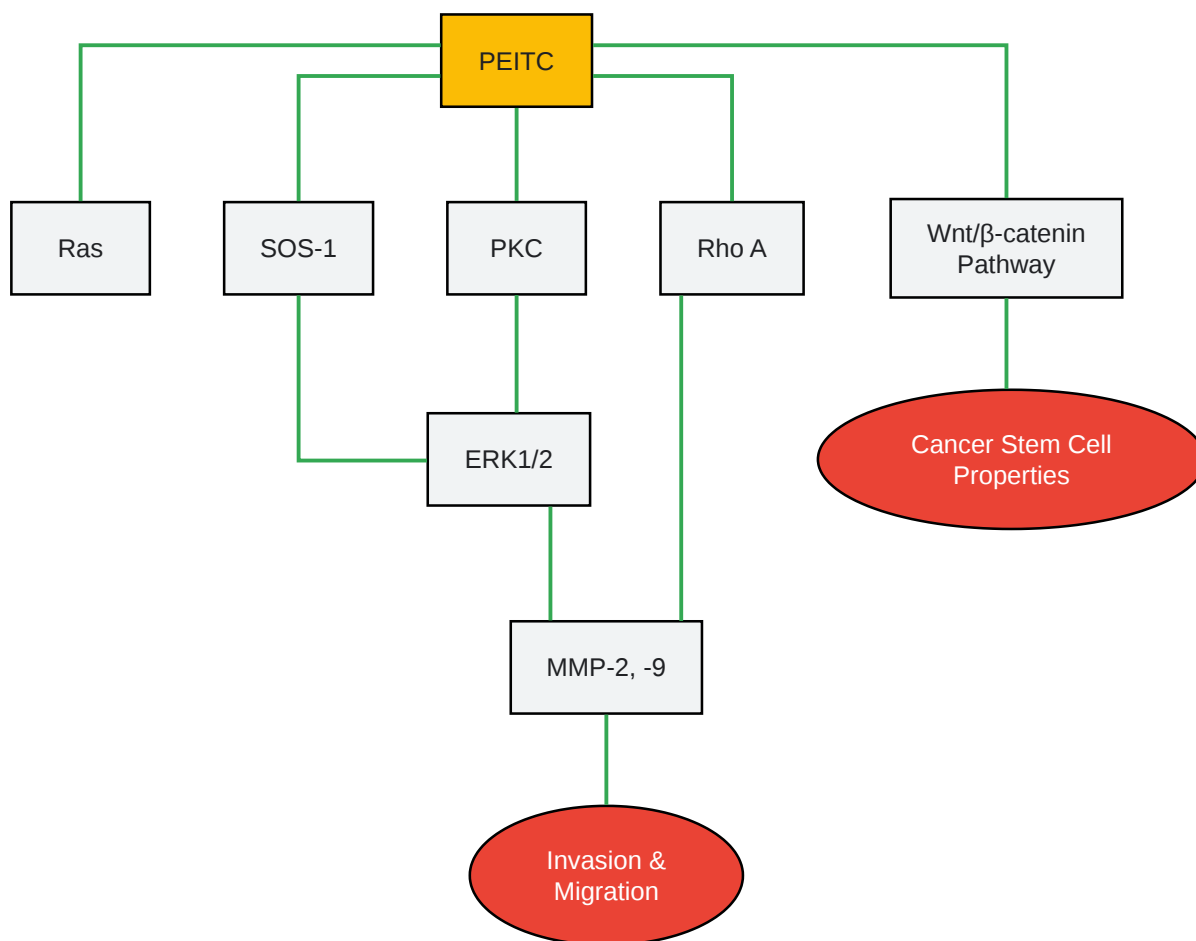 PEITC
Ras
SOS-1
PKC
Rho A
Wnt/β-catenin
Pathway
ERK1/2
Cancer Stem Cell
Properties
MMP-2, -9
Invasion &
Migration